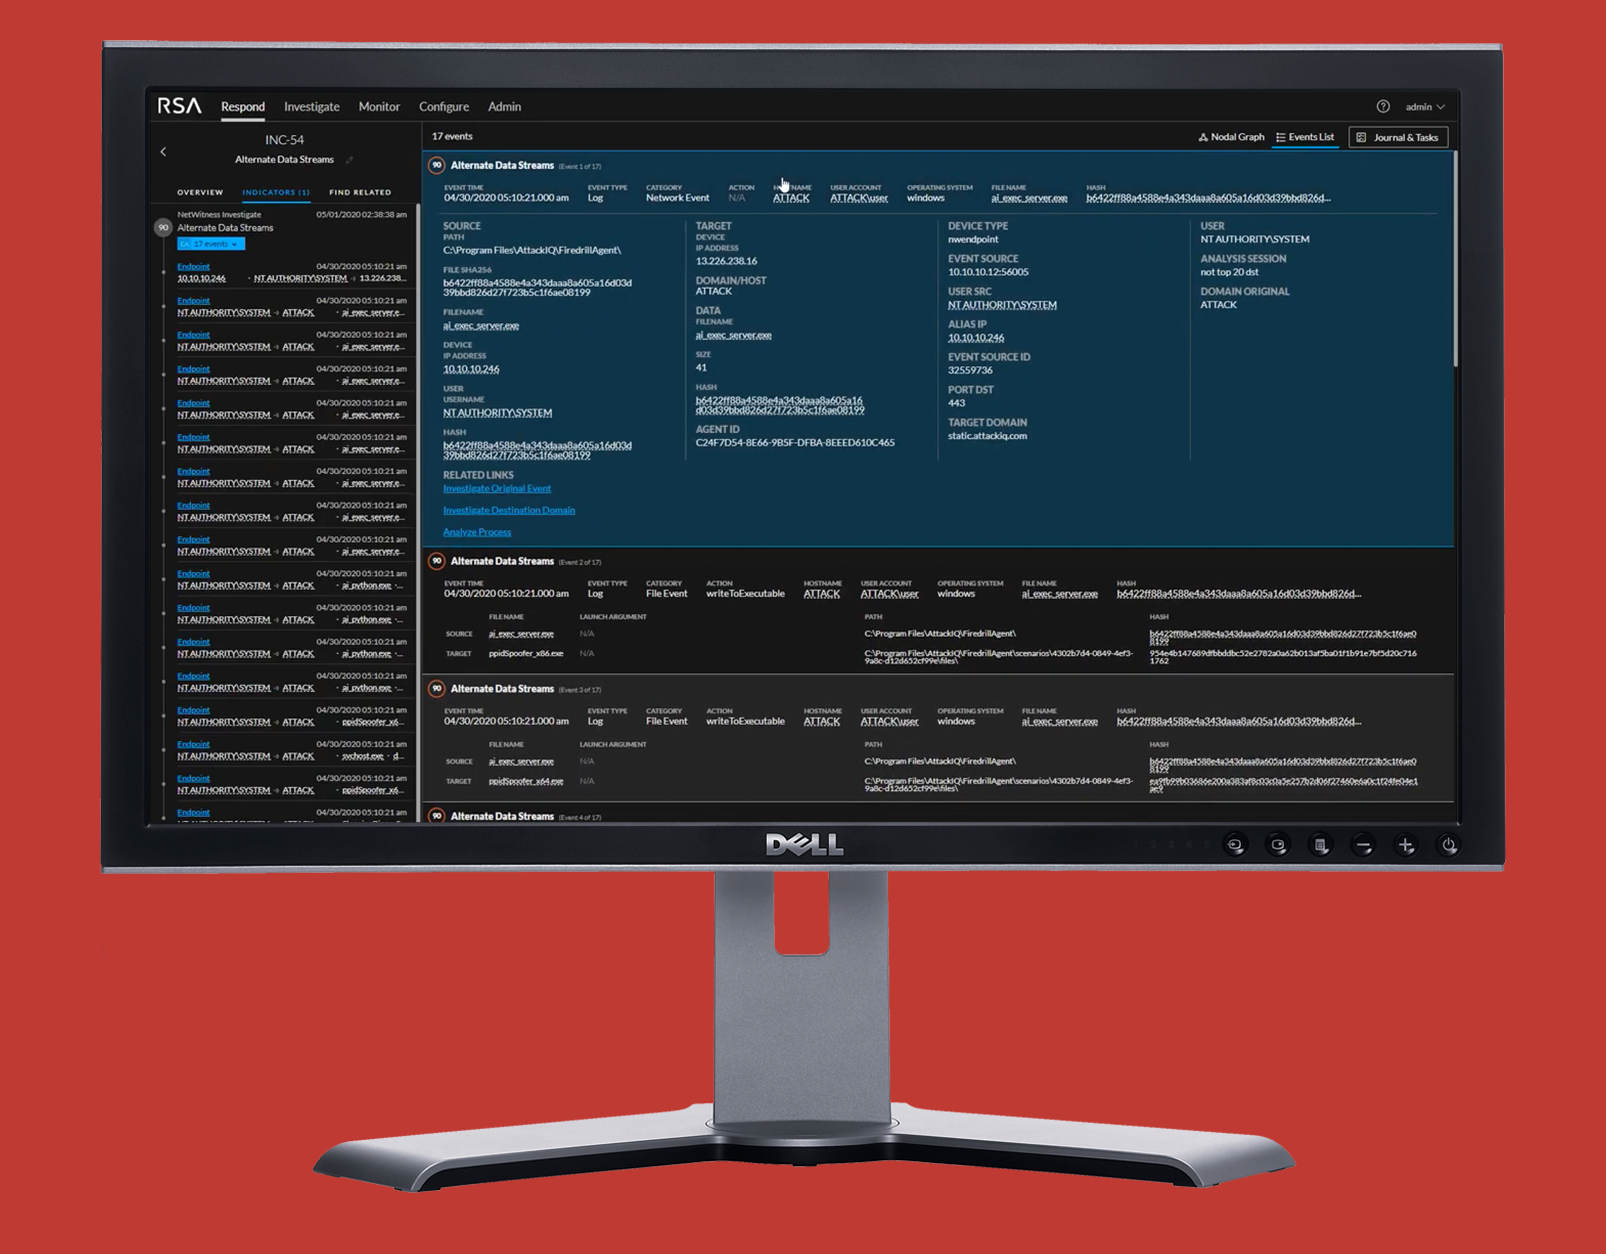 RSA Respond Investigate Monitor Configure Admin admin
INC-54
Alternate Data Streams
OVERVIEW INDICATORS (1) FIND RELATED
NetWitness Investigate 05/01/2020 02:38:38 am
90 Alternate Data Streams
17 events
Endpoint 04/30/2020 05:10:21 am
10.10.10.246 - NT AUTHORITY\SYSTEM → 13.226.238...
Endpoint 04/30/2020 05:10:21 am
NT AUTHORITY\SYSTEM → ATTACK - ai_exec_server.e...
Endpoint 04/30/2020 05:10:21 am
NT AUTHORITY\SYSTEM → ATTACK - ai_exec_server.e...
Endpoint 04/30/2020 05:10:21 am
NT AUTHORITY\SYSTEM → ATTACK - ai_exec_server.e...
Endpoint 04/30/2020 05:10:21 am
NT AUTHORITY\SYSTEM → ATTACK - ai_exec_server.e...
Endpoint 04/30/2020 05:10:21 am
NT AUTHORITY\SYSTEM → ATTACK - ai_exec_server.e...
Endpoint 04/30/2020 05:10:21 am
NT AUTHORITY\SYSTEM → ATTACK - ai_exec_server.e...
Endpoint 04/30/2020 05:10:21 am
NT AUTHORITY\SYSTEM → ATTACK - ai_exec_server.e...
Endpoint 04/30/2020 05:10:21 am
NT AUTHORITY\SYSTEM → ATTACK - ai_exec_server.e...
Endpoint 04/30/2020 05:10:21 am
NT AUTHORITY\SYSTEM → ATTACK - ai_python.exe -...
Endpoint 04/30/2020 05:10:21 am
NT AUTHORITY\SYSTEM → ATTACK - ai_python.exe -...
Endpoint 04/30/2020 05:10:21 am
NT AUTHORITY\SYSTEM → ATTACK - ai_python.exe -...
Endpoint 04/30/2020 05:10:21 am
NT AUTHORITY\SYSTEM → ATTACK - ai_python.exe -...
Endpoint 04/30/2020 05:10:21 am
NT AUTHORITY\SYSTEM → ATTACK - ppidSpoofer_x6...
Endpoint 04/30/2020 05:10:21 am
NT AUTHORITY\SYSTEM → ATTACK - svchost.exe - d...
Endpoint 04/30/2020 05:10:21 am
NT AUTHORITY\SYSTEM → ATTACK - ppidSpoofer_x6...
Endpoint 04/30/2020 05:10:21 am
17 events Nodal Graph Events List Journal & Tasks
90 Alternate Data Streams (Event 1 of 17)
EVENT TIME EVENT TYPE CATEGORY ACTION USER ACCOUNT OPERATING SYSTEM FILE NAME HASH
04/30/2020 05:10:21.000 am Log Network Event N/A ATTACK ATTACK\user windows ai_exec_server.exe b6422ff88a4588e4a343daaa8a605a16d03d39bbd826d...
SOURCE
PATH
C:\Program Files\AttackIQ\FiredrillAgent\
FILE SHA256
b6422ff88a4588e4a343daaa8a605a16d03d
39bbd826d27f723b5c1f6ae08199
FILENAME
ai_exec_server.exe
DEVICE
IP ADDRESS
10.10.10.246
USER
USERNAME
NT AUTHORITY\SYSTEM
HASH
b6422ff88a4588e4a343daaa8a605a16d03d
39bbd826d27f723b5c1f6ae08199
RELATED LINKS
Investigate Original Event
Investigate Destination Domain
Analyze Process
TARGET
DEVICE
IP ADDRESS
13.226.238.16
DOMAIN/HOST
ATTACK
DATA
FILENAME
ai_exec_server.exe
SIZE
41
HASH
b6422ff88a4588e4a343daaa8a605a16
d03d39bbd826d27f723b5c1f6ae08199
AGENT ID
C24F7D54-8E66-9B5F-DFBA-8EEED610C465
DEVICE TYPE
nwendpoint
EVENT SOURCE
10.10.10.12:56005
USER SRC
NT AUTHORITY\SYSTEM
ALIAS IP
10.10.10.246
EVENT SOURCE ID
32559736
PORT DST
443
TARGET DOMAIN
static.attackiq.com
USER
NT AUTHORITY\SYSTEM
ANALYSIS SESSION
not top 20 dst
DOMAIN ORIGINAL
ATTACK
90 Alternate Data Streams (Event 2 of 17)
EVENT TIME EVENT TYPE CATEGORY ACTION HOSTNAME USER ACCOUNT OPERATING SYSTEM FILE NAME HASH
04/30/2020 05:10:21.000 am Log File Event writeToExecutable ATTACK ATTACK\user windows ai_exec_server.exe b6422ff88a4588e4a343daaa8a605a16d03d39bbd826d...
FILENAME LAUNCH ARGUMENT PATH HASH
SOURCE ai_exec_server.exe N/A C:\Program Files\AttackIQ\FiredrillAgent\ b6422ff88a4588e4a343daaa8a605a16d03d39bbd826d27f723b5c1f6ae0
8199
TARGET ppidSpoofer_x86.exe N/A C:\Program Files\AttackIQ\FiredrillAgent\scenarios\4302b7d4-0849-4ef3- 954e4b147689dfbbddbc52e2782a0a62b013af5ba01f1b91e7bf5d20c716
9a8c-d12d652cf99e\files\ 1762
90 Alternate Data Streams (Event 3 of 17)
EVENT TIME EVENT TYPE CATEGORY ACTION HOSTNAME USER ACCOUNT OPERATING SYSTEM FILE NAME HASH
04/30/2020 05:10:21.000 am Log File Event writeToExecutable ATTACK ATTACK\user windows ai_exec_server.exe b6422ff88a4588e4a343daaa8a605a16d03d39bbd826d...
FILENAME LAUNCH ARGUMENT PATH HASH
SOURCE ai_exec_server.exe N/A C:\Program Files\AttackIQ\FiredrillAgent\ b6422ff88a4588e4a343daaa8a605a16d03d39bbd826d27f723b5c1f6ae0
8199
TARGET ppidSpoofer_x64.exe N/A C:\Program Files\AttackIQ\FiredrillAgent\scenarios\4302b7d4-0849-4ef3-
9a8c-d12d652cf99e\files\
90 Alternate Data Streams (Event 4 of 17)
DELL